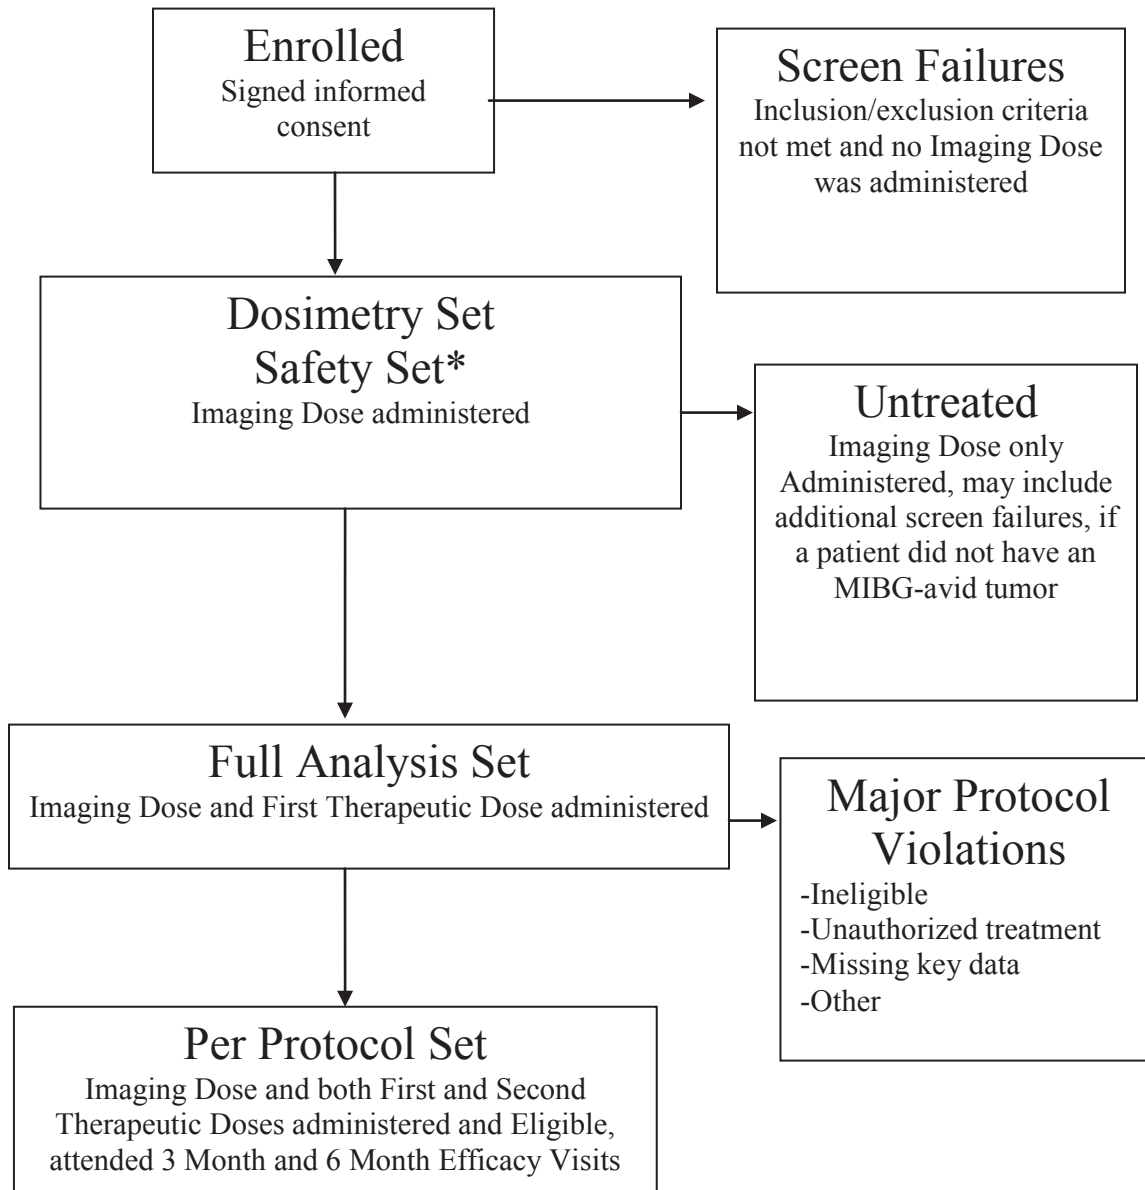 Enrolled
Signed informed
consent
Screen Failures
Inclusion/exclusion criteria
not met and no Imaging Dose
was administered
Dosimetry Set
Safety Set*
Imaging Dose administered
Untreated
Imaging Dose only
Administered, may include
additional screen failures, if
a patient did not have an
MIBG-avid tumor
Full Analysis Set
Imaging Dose and First Therapeutic Dose administered
Major Protocol
Violations
-Ineligible
-Unauthorized treatment
-Missing key data
-Other
Per Protocol Set
Imaging Dose and both First and Second
Therapeutic Doses administered and Eligible,
attended 3 Month and 6 Month Efficacy Visits